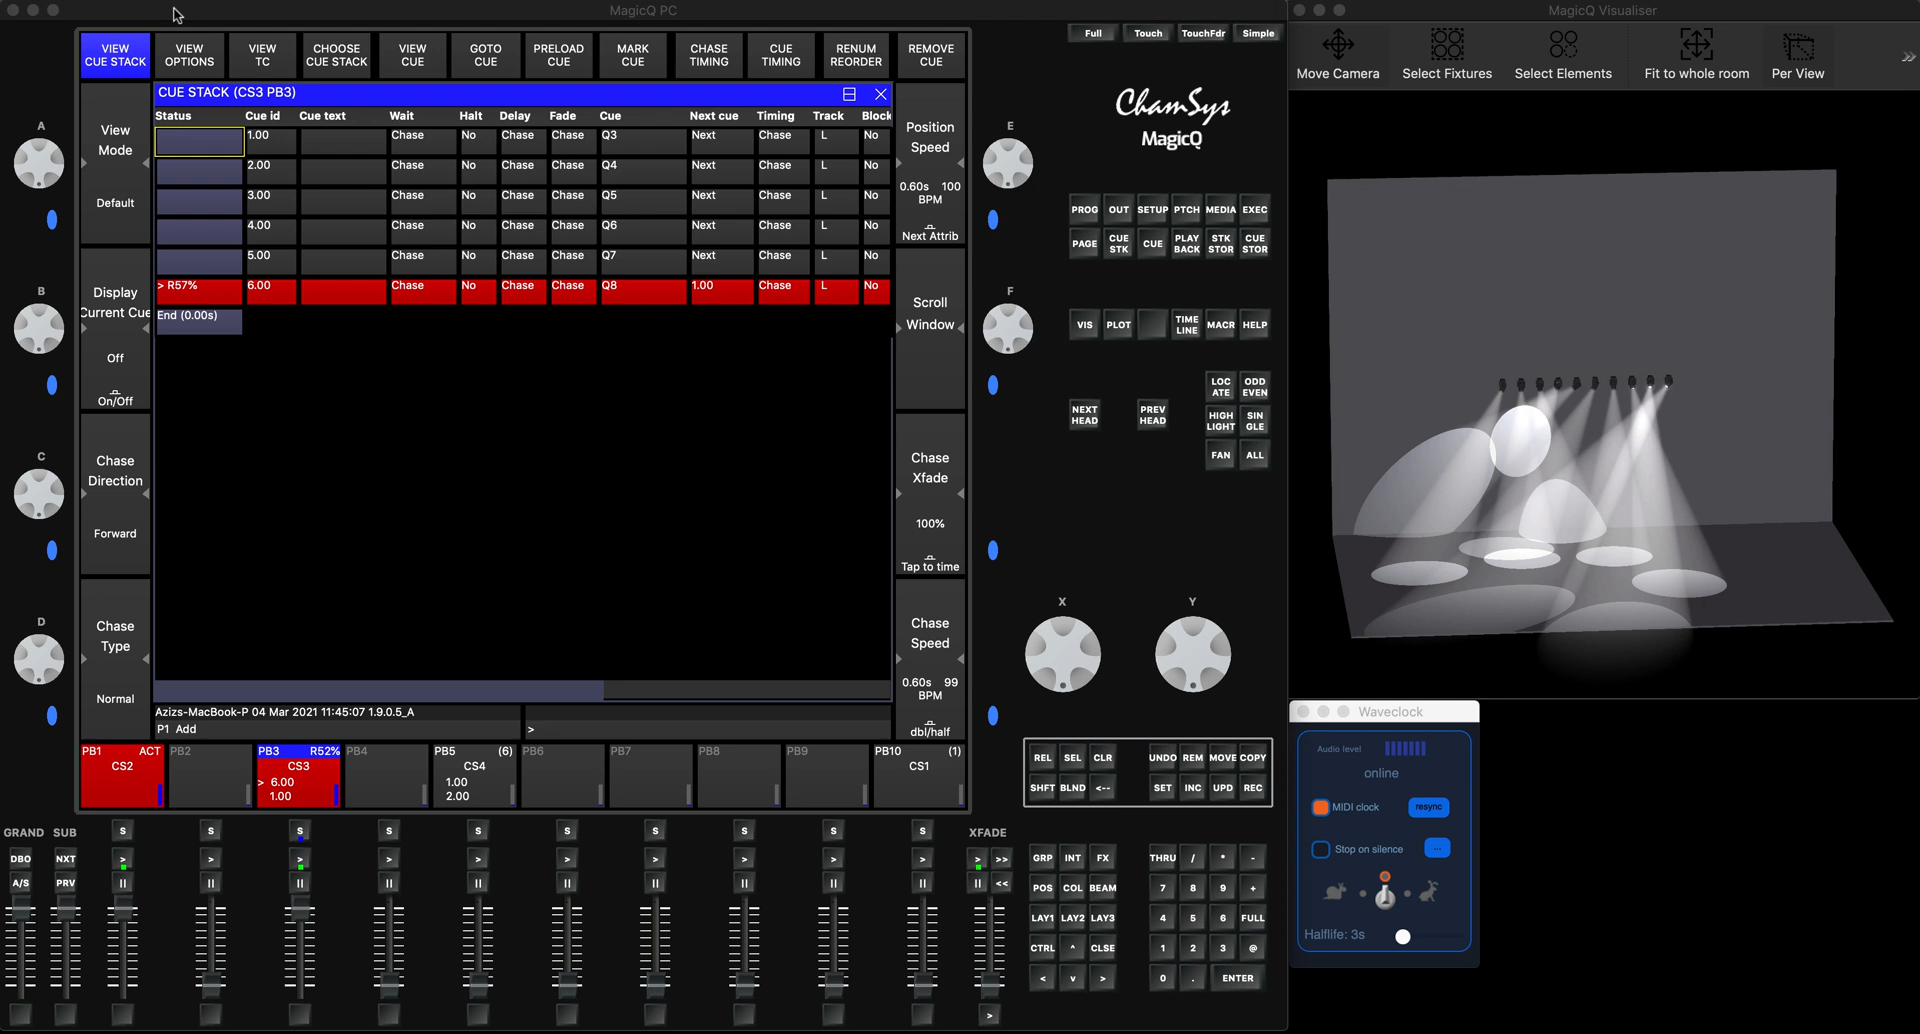 MagicQ PC
MagicQ Visualiser
Full Touch TouchFdr Simple
VIEW CUE STACK
VIEW OPTIONS
VIEW TC
CHOOSE CUE STACK
VIEW CUE
GOTO CUE
PRELOAD CUE
MARK CUE
CHASE TIMING
CUE TIMING
RENUM REORDER
REMOVE CUE
Move Camera
Select Fixtures
Select Elements
Fit to whole room
Per View
CUE STACK (CS3 PB3)
Status Cue id Cue text Wait Halt Delay Fade Cue Next cue Timing Track Block
1.00 Chase No Chase Chase Q3 Next Chase L No
2.00 Chase No Chase Chase Q4 Next Chase L No
3.00 Chase No Chase Chase Q5 Next Chase L No
4.00 Chase No Chase Chase Q6 Next Chase L No
5.00 Chase No Chase Chase Q7 Next Chase L No
> R57% 6.00 Chase No Chase Chase Q8 1.00 Chase L No
End (0.00s)
A
View Mode
Default
B
Display Current Cue
Off
On/Off
C
Chase Direction
Forward
D
Chase Type
Normal
Position Speed
0.60s 100 BPM
Next Attrib
Scroll Window
Chase Xfade
100%
Tap to time
Chase Speed
0.60s 99 BPM
dbl/half
E
F
ChamSys
MagicQ
PROG OUT SETUP PTCH MEDIA EXEC
PAGE CUE STK CUE PLAY BACK STK STOR CUE STOR
VIS PLOT TIME LINE MACR HELP
LOC ATE ODD EVEN
NEXT HEAD PREV HEAD HIGH LIGHT SIN GLE
FAN ALL
X Y
Azizs-MacBook-P 04 Mar 2021 11:45:07 1.9.0.5_A
P1 Add
>
PB1 ACT
CS2
PB2
PB3 R52%
CS3
> 6.00
1.00
PB4
PB5 (6)
CS4
1.00
2.00
PB6
PB7
PB8
PB9
PB10 (1)
CS1
REL SEL CLR UNDO REM MOVE COPY
SHFT BLND <-- SET INC UPD REC
GRAND SUB S S S S S S S S S S XFADE
DBO NXT > > > > > > > > > > > >>
A/S PRV II II II II II II II II II II II <<
>
GRP INT FX THRU / * -
POS COL BEAM 7 8 9 +
LAY1 LAY2 LAY3 4 5 6 FULL
CTRL ^ CLSE 1 2 3 @
< v > 0 . ENTER
Waveclock
Audio level
online
MIDI clock resync
Stop on silence ...
Halflife: 3s